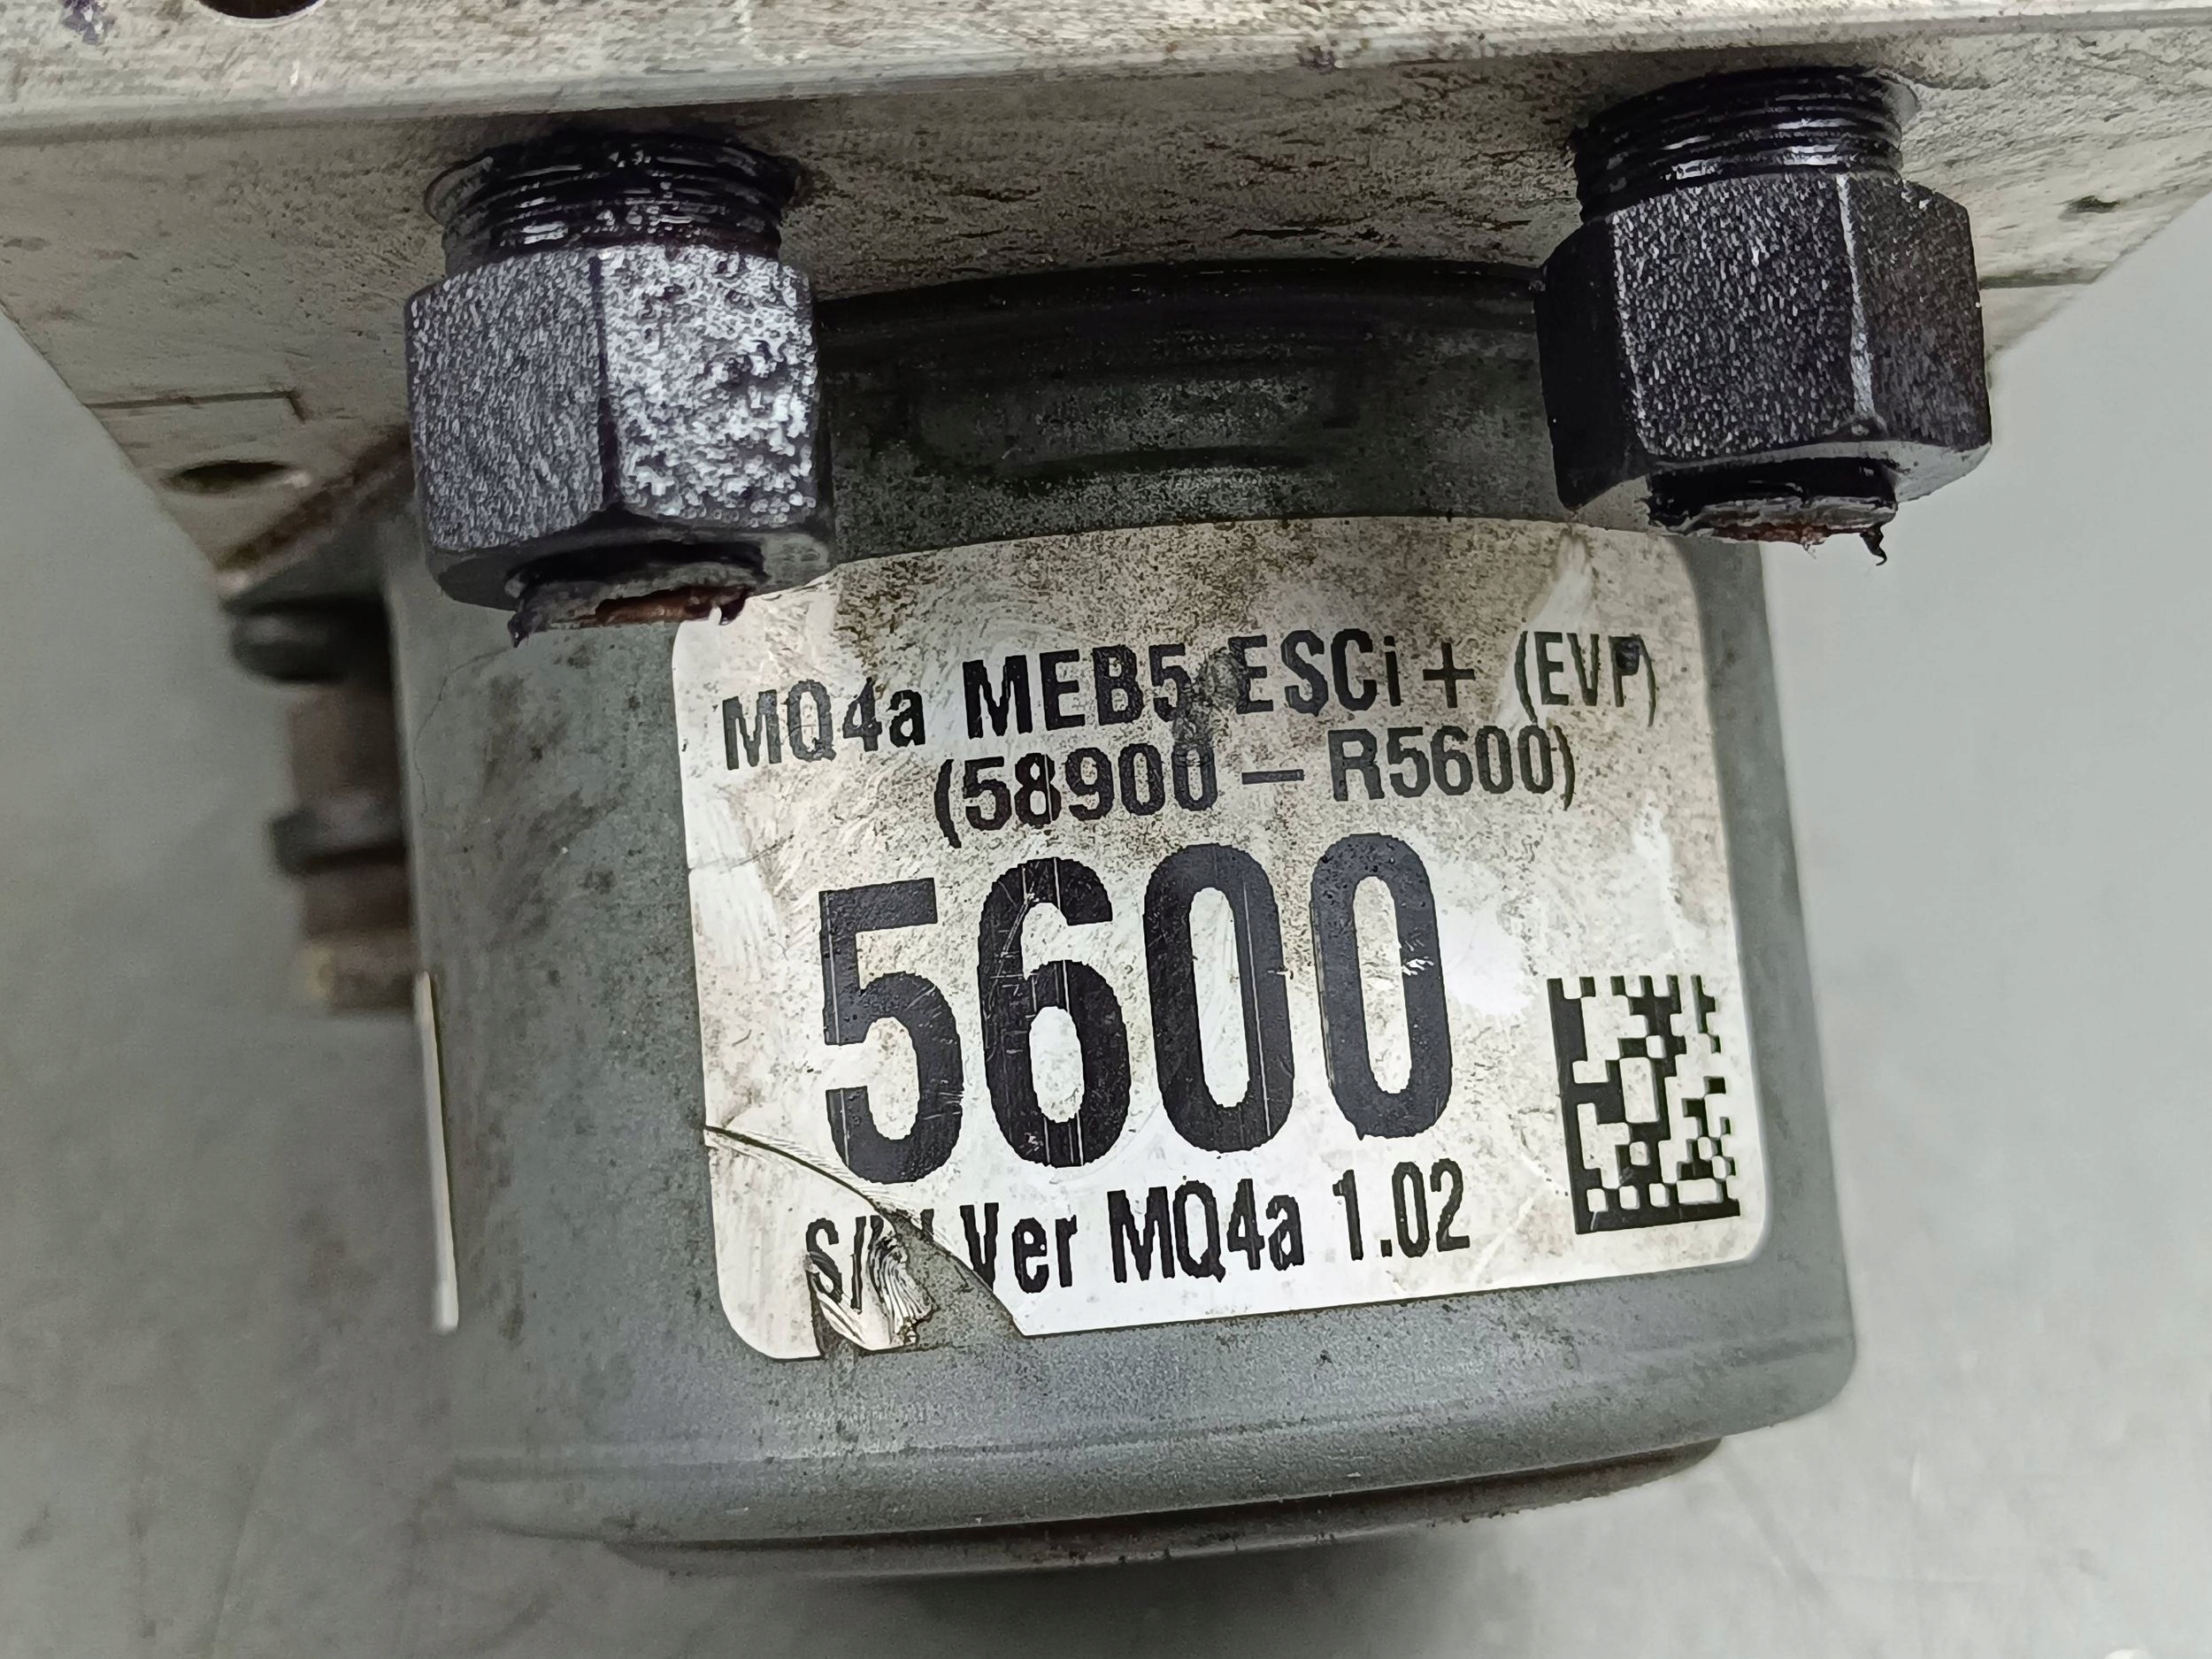 MQ4a MEB5 ESCi + (EVP)
(58900 - R5600)
5600
Ver MQ4a 1.02